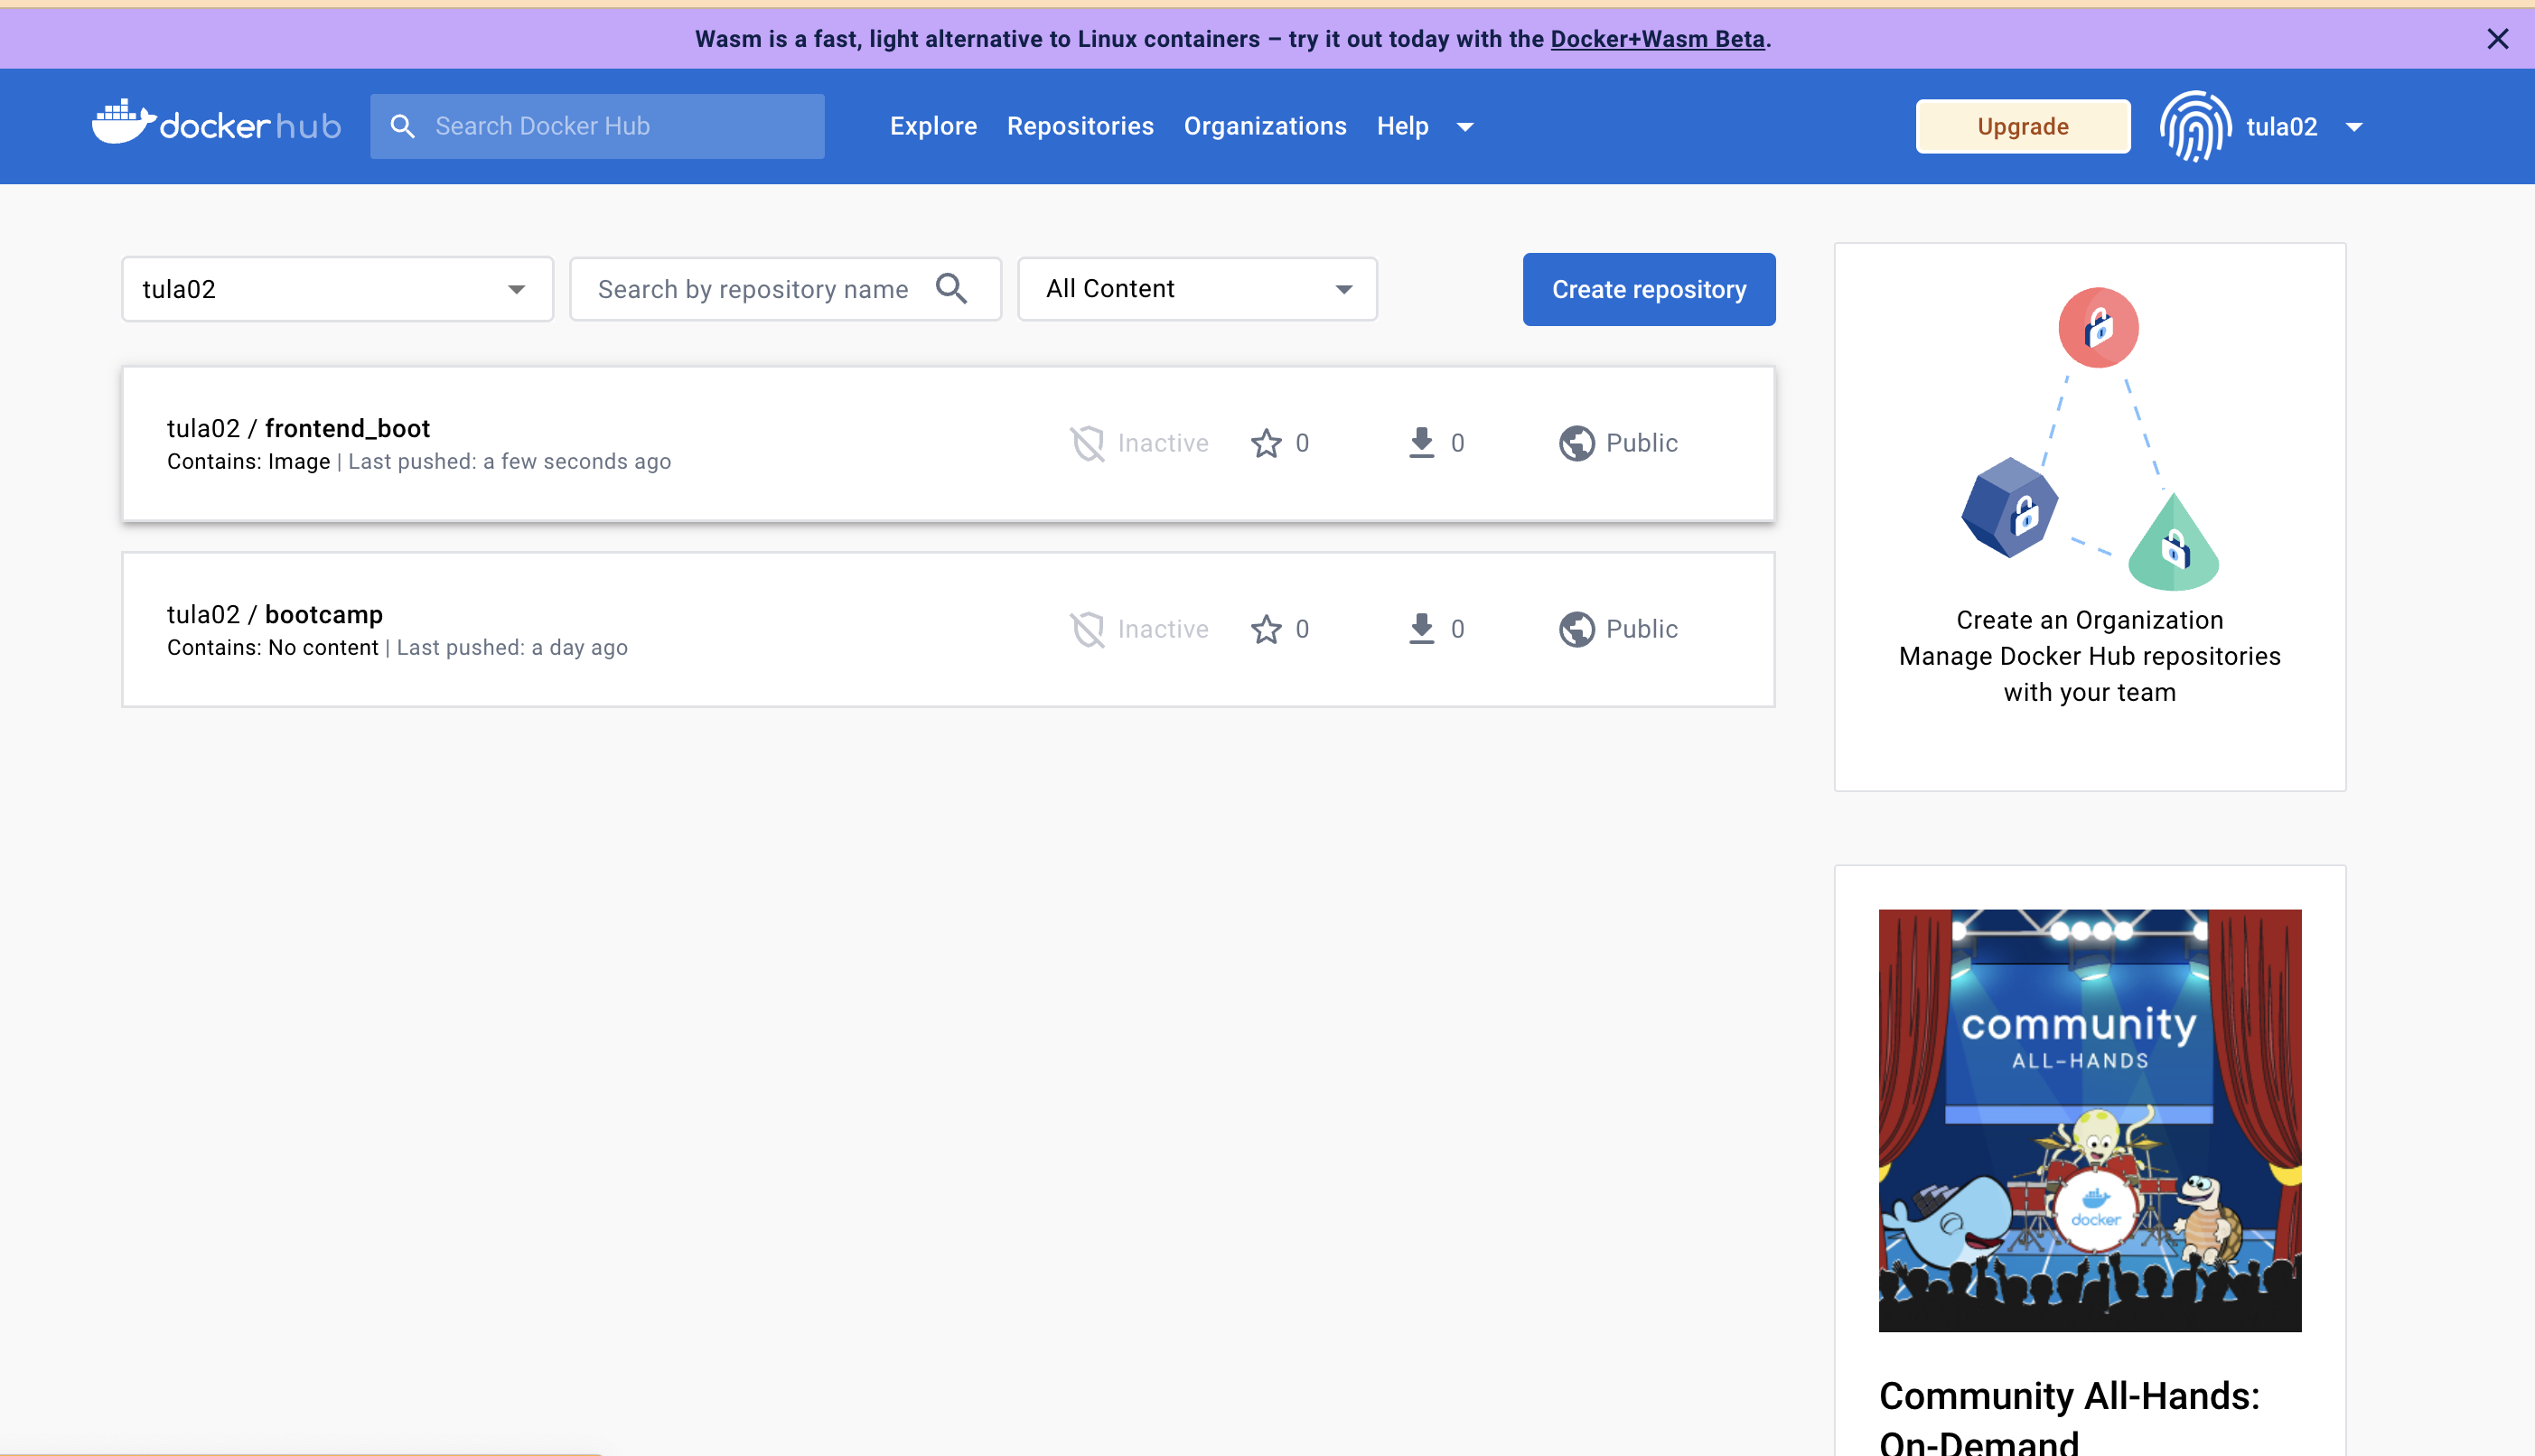 Wasm is a fast, light alternative to Linux containers – try it out today with the Docker+Wasm Beta.
docker hub
Search Docker Hub
Explore
Repositories
Organizations
Help
Upgrade
tula02
tula02
Search by repository name
All Content
Create repository
tula02 / frontend_boot
Contains: Image | Last pushed: a few seconds ago
Inactive
0
0
Public
tula02 / bootcamp
Contains: No content | Last pushed: a day ago
Inactive
0
0
Public
Create an Organization
Manage Docker Hub repositories
with your team
community
ALL-HANDS
docker
Community All-Hands:
On-Demand